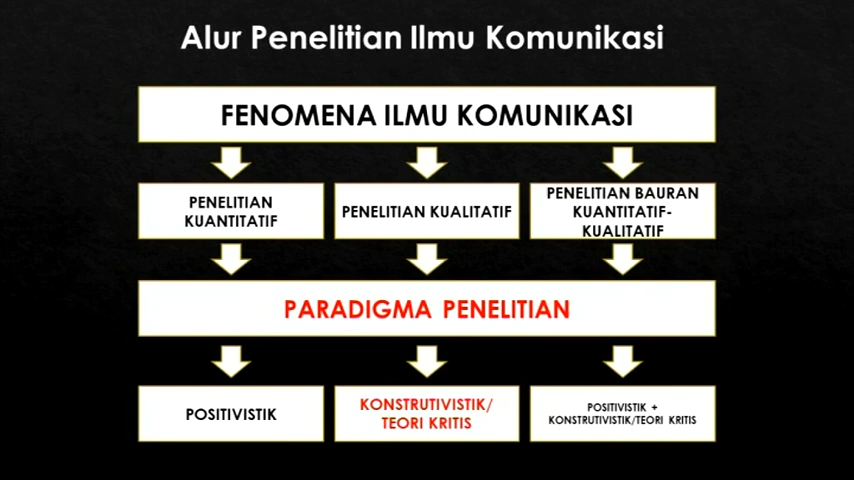 Alur Penelitian Ilmu Komunikasi
FENOMENA ILMU KOMUNIKASI
PENELITIAN
KUANTITATIF
PENELITIAN KUALITATIF
PENELITIAN BAURAN
KUANTITATIF-
KUALITATIF
PARADIGMA PENELITIAN
POSITIVISTIK
KONSTRUTIVISTIK/
TEORI KRITIS
POSITIVISTIK +
KONSTRUTIVISTIK/TEORI KRITIS